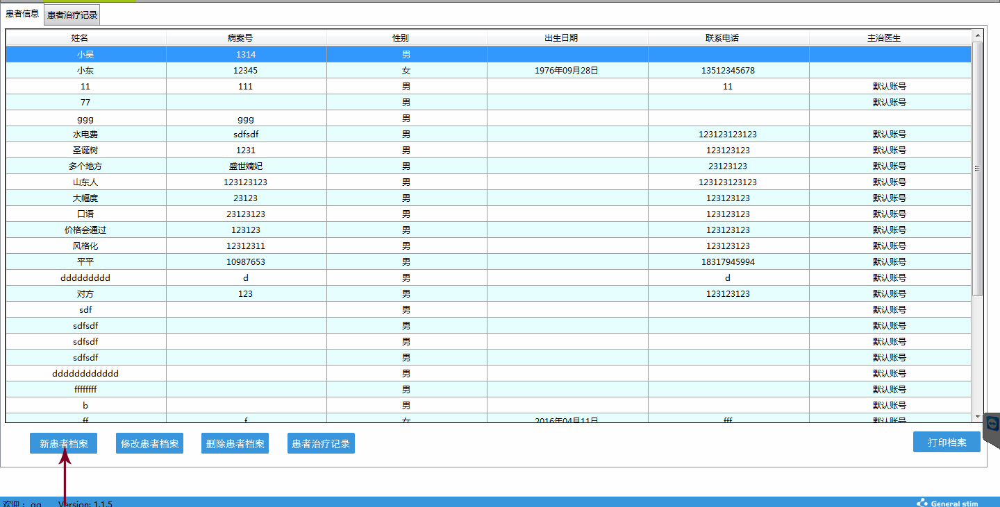 患者信息 患者治疗记录
姓名 病案号 性别 出生日期 联系电话 主治医生
小吴 1314 男
小东 12345 女 1976年09月28日 13512345678
11 111 男 11 默认账号
77 男 默认账号
ggg ggg 男
水电费 sdfsdf 男 123123123123 默认账号
圣诞树 1231 男 123123123 默认账号
多个地方 盛世嫡妃 男 23123123 默认账号
山东人 123123123 男 123123123123 默认账号
大幅度 23123 男 123123123 默认账号
口语 23123123 男 123123123 默认账号
价格会通过 123123 男 123123123 默认账号
风格化 12312311 男 123123123 默认账号
平平 10987653 男 18317945994 默认账号
ddddddddd d 男 d 默认账号
对方 123 男 123123123 默认账号
sdf 男 默认账号
sdfsdf 男 默认账号
sdfsdf 男 默认账号
sdfsdf 男 默认账号
dddddddddddd 男 默认账号
ffffffff 男 默认账号
b 男 默认账号
ff f 女 2016年04月11日 fff 默认账号
新患者档案 修改患者档案 删除患者档案 患者治疗记录 打印档案
欢迎： qq Version: 1.1.5 General stim